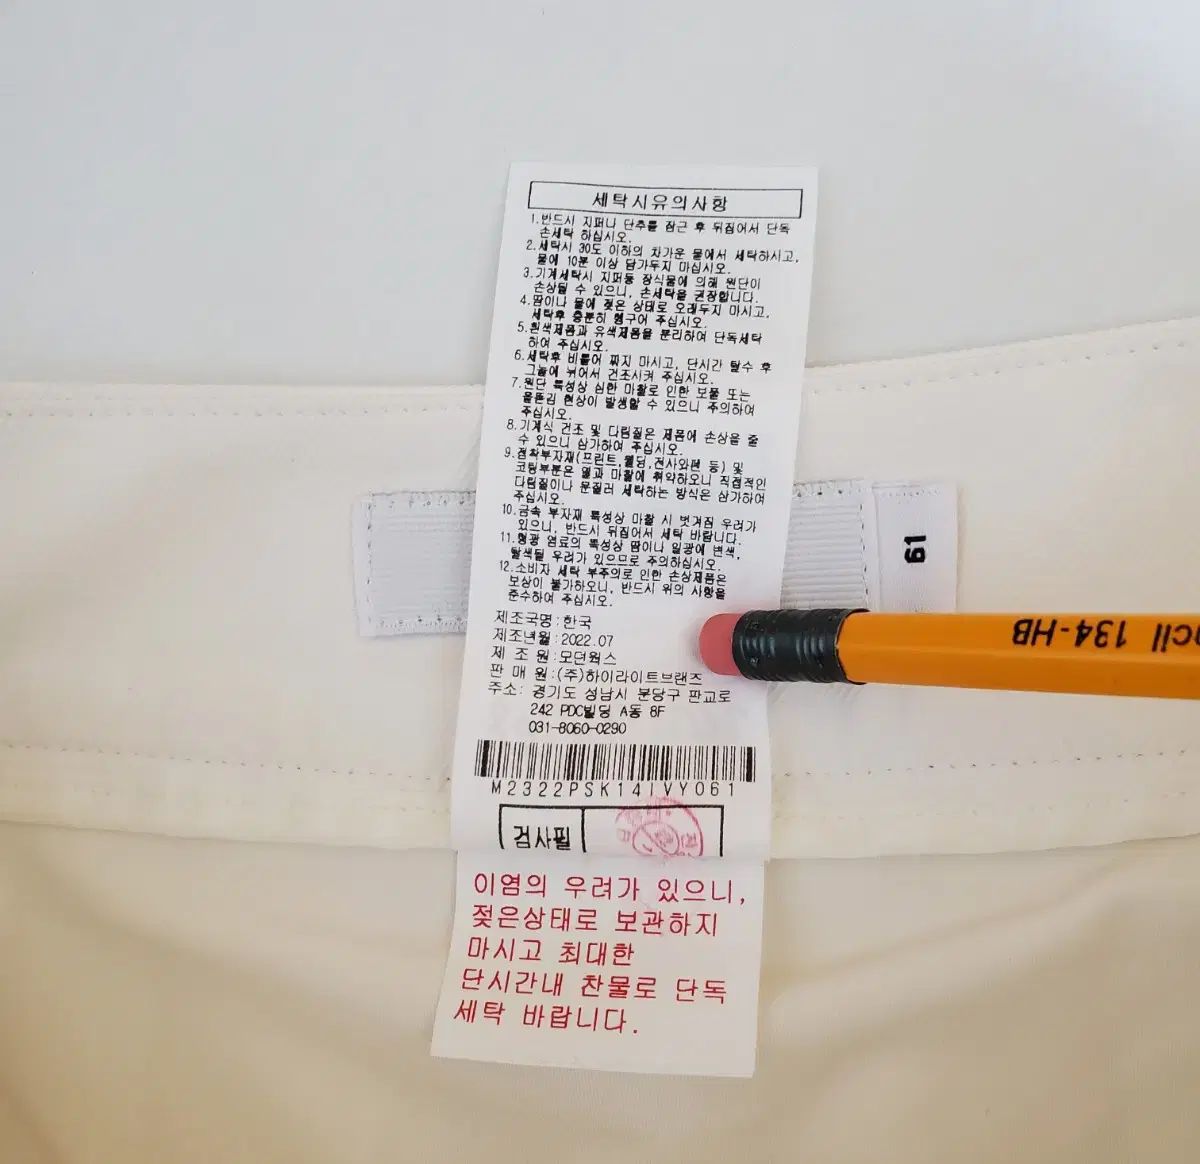 세탁시유의사항
1.반드시 지퍼나 단추를 잠근 후 뒤집어서 단독
손세탁 하십시오.
2.세탁시 30도 이하의 차가운 물에서 세탁하시고,
물에 10분 이상 담가두지 마십시오.
3.기계세탁시 지퍼등 장식물에 의해 원단이
손상될 수 있으니, 손세탁을 권장합니다.
4.땀이나 물에 젖은 상태로 오래두지 마시고,
세탁후 충분히 헹구어 주십시오.
5.흰색제품과 유색제품을 분리하여 단독세탁
하여 주십시오.
6.세탁후 비틀어 짜지 마시고, 단시간 탈수 후
그늘에 뉘어서 건조시켜 주십시오.
7.원단 특성상 심한 마찰로 인한 보풀 또는
올뜯김 현상이 발생할 수 있으니 주의하여
주십시오.
8.기계식 건조 및 다림질은 제품에 손상을 줄
수 있으니 삼가하여 주십시오.
9.접착부자재(프린트,웰딩,전사와펜 등) 및
코팅부분은 열과 마찰에 취약하오니 직접적인
다림질이나 문질러 세탁하는 방식은 삼가하여
주십시오.
10.금속 부자재 특성상 마찰 시 벗겨짐 우려가
있으니, 반드시 뒤집어서 세탁 바랍니다.
11.형광 염료의 특성상 땀이나 일광에 변색,
탈색될 우려가 있으므로 주의하십시오.
12.소비자 세탁 부주의로 인한 손상제품은
보상이 불가하오니, 반드시 위의 사항을
준수하여 주십시오.
제조국명:한국
제조년월:2022.07
제 조 원:모던웍스
판 매 원:(주)하이라이트브랜즈
주소: 경기도 성남시 분당구 판교로
242 PDC빌딩 A동 8F
031-8060-0290
M2322PSK14IVY061
검사필
이염의 우려가 있으니,
젖은상태로 보관하지
마시고 최대한
단시간내 찬물로 단독
세탁 바랍니다.
61
ncil 134-HB